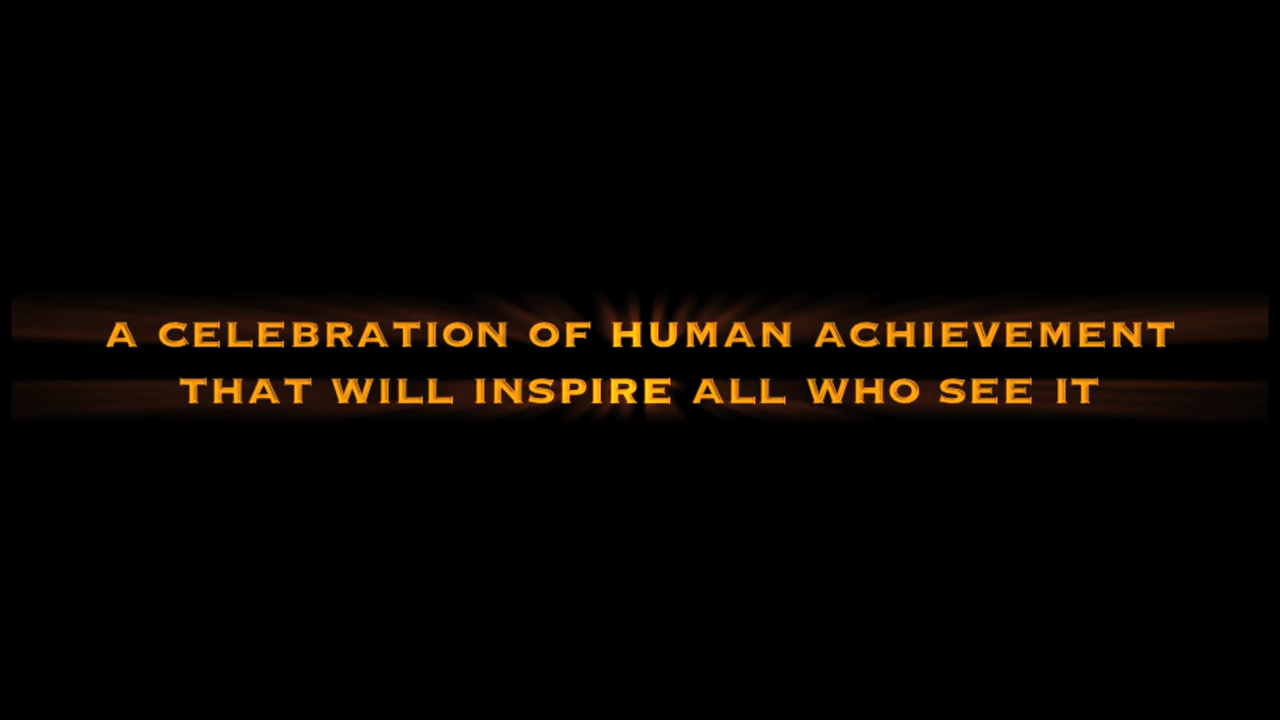 A CELEBRATION OF HUMAN ACHIEVEMENT
THAT WILL INSPIRE ALL WHO SEE IT